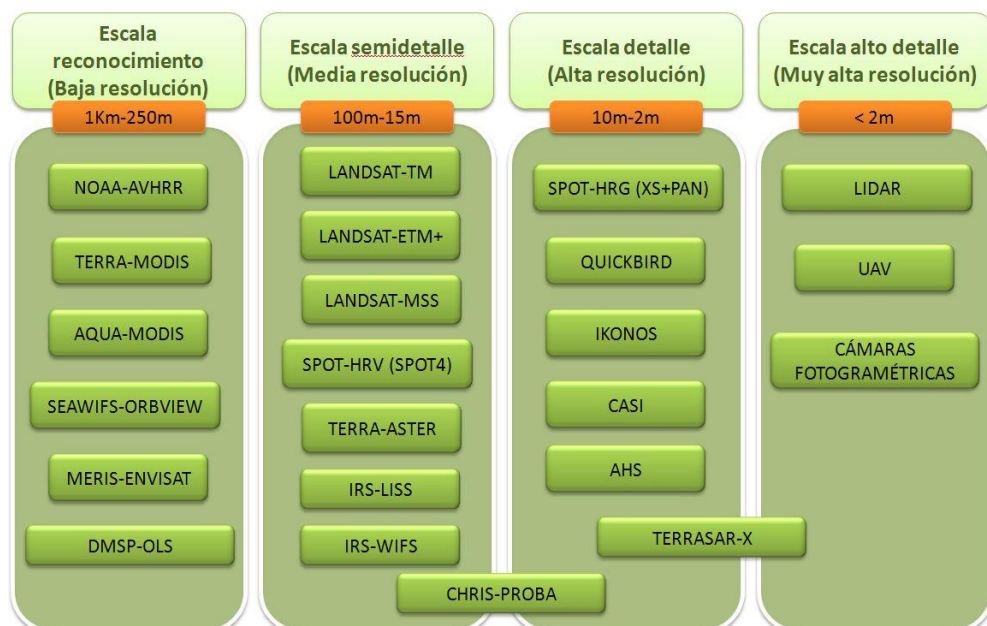 Escala
reconocimiento
(Baja resolución)
1Km-250m
NOAA-AVHRR
TERRA-MODIS
AQUA-MODIS
SEAWIFS-ORBVIEW
MERIS-ENVISAT
DMSP-OLS
Escala semidetalle
(Media resolución)
100m-15m
LANDSAT-TM
LANDSAT-ETM+
LANDSAT-MSS
SPOT-HRV (SPOT4)
TERRA-ASTER
IRS-LISS
IRS-WIFS
CHRIS-PROBA
Escala detalle
(Alta resolución)
10m-2m
SPOT-HRG (XS+PAN)
QUICKBIRD
IKONOS
CASI
AHS
TERRASAR-X
Escala alto detalle
(Muy alta resolución)
< 2m
LIDAR
UAV
CÁMARAS
FOTOGRAMÉTRICAS